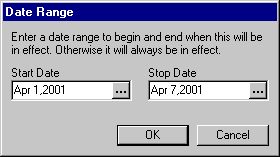 Date Range
Enter a date range to begin and end when this will be
in effect. Otherwise it will always be in effect.
Start Date
Stop Date
Apr 1,2001 ...
Apr 7,2001 ...
OK
Cancel